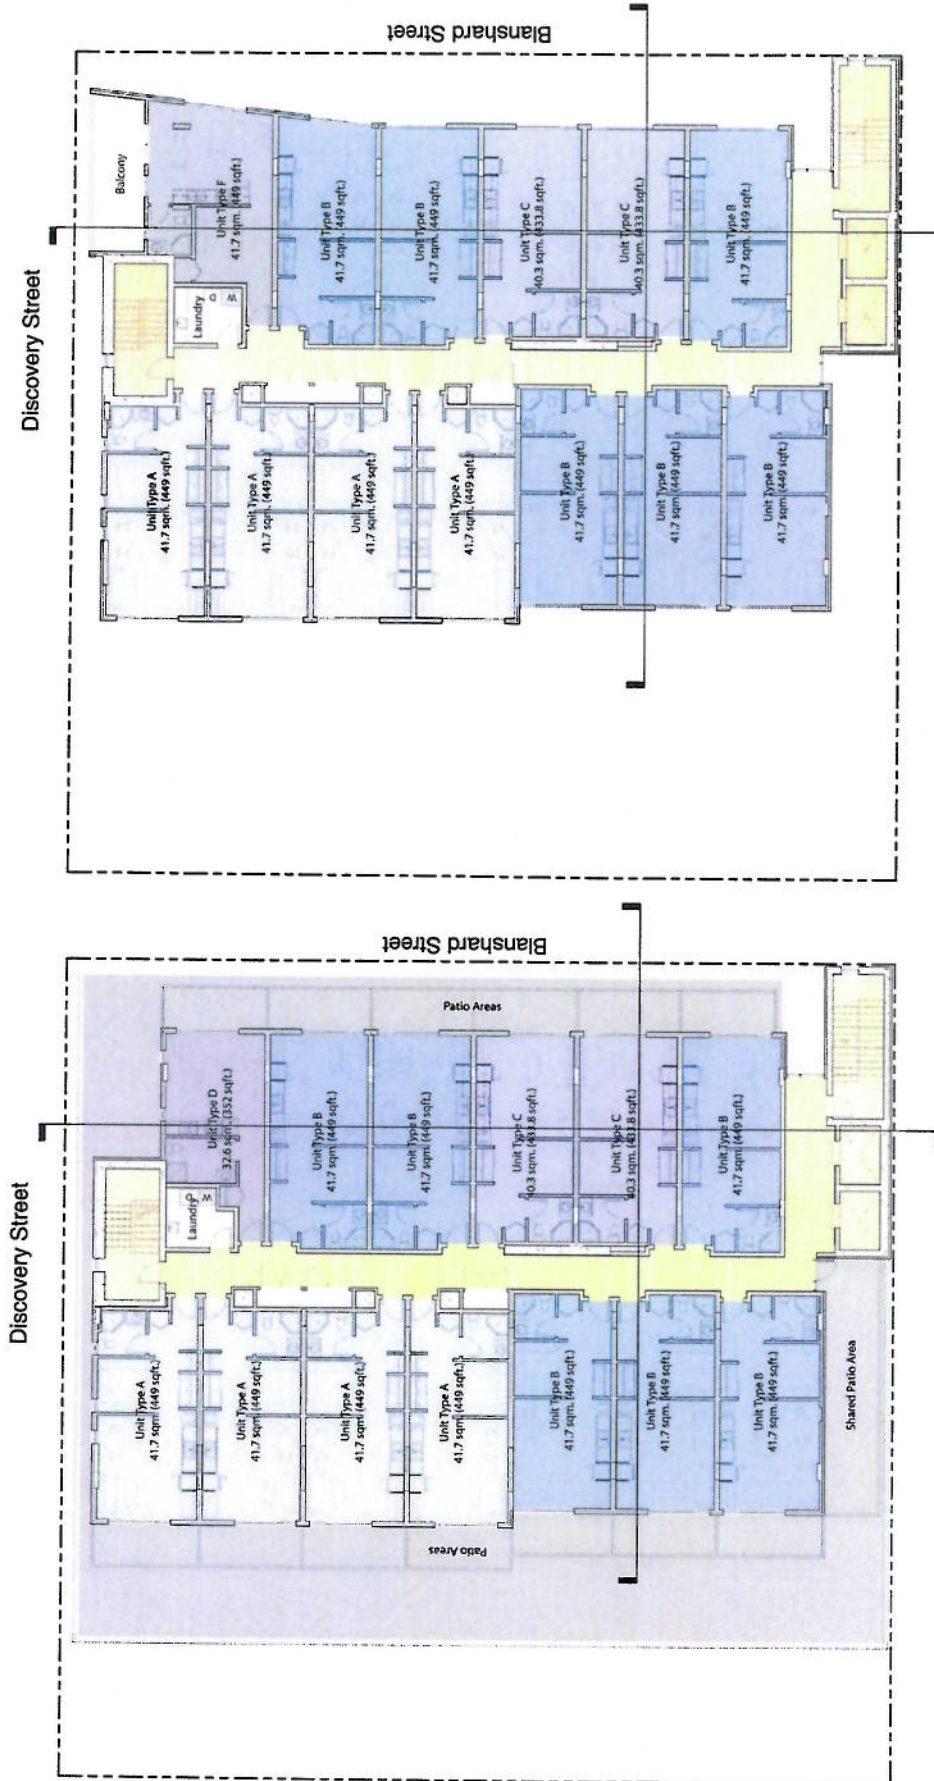 Blanshard Street
Discovery Street
Balcony
Unit Type F
41.7 sqm. (449 sqft.)
Unit Type B
41.7 sqm. (449 sqft.)
Unit Type B
41.7 sqm. (449 sqft.)
Unit Type C
40.3 sqm. (433.8 sqft.)
Unit Type C
40.3 sqm. (433.8 sqft.)
Unit Type B
41.7 sqm. (449 sqft.)
Laundry
W D
Unit Type A
41.7 sqm. (449 sqft.)
Unit Type A
41.7 sqm. (449 sqft.)
Unit Type A
41.7 sqm. (449 sqft.)
Unit Type A
41.7 sqm. (449 sqft.)
Unit Type B
41.7 sqm. (449 sqft.)
Unit Type B
41.7 sqm. (449 sqft.)
Unit Type B
41.7 sqm. (449 sqft.)
Blanshard Street
Discovery Street
Patio Areas
Unit Type D
32.6 sqm. (352 sqft.)
Unit Type B
41.7 sqm. (449 sqft.)
Unit Type B
41.7 sqm. (449 sqft.)
Unit Type C
40.3 sqm. (433.8 sqft.)
Unit Type C
40.3 sqm. (433.8 sqft.)
Unit Type B
41.7 sqm. (449 sqft.)
Laundry
W D
Unit Type A
41.7 sqm. (449 sqft.)
Unit Type A
41.7 sqm. (449 sqft.)
Unit Type A
41.7 sqm. (449 sqft.)
Unit Type A
41.7 sqm. (449 sqft.)
Unit Type B
41.7 sqm. (449 sqft.)
Unit Type B
41.7 sqm. (449 sqft.)
Unit Type B
41.7 sqm. (449 sqft.)
Shared Patio Area
Patio Areas